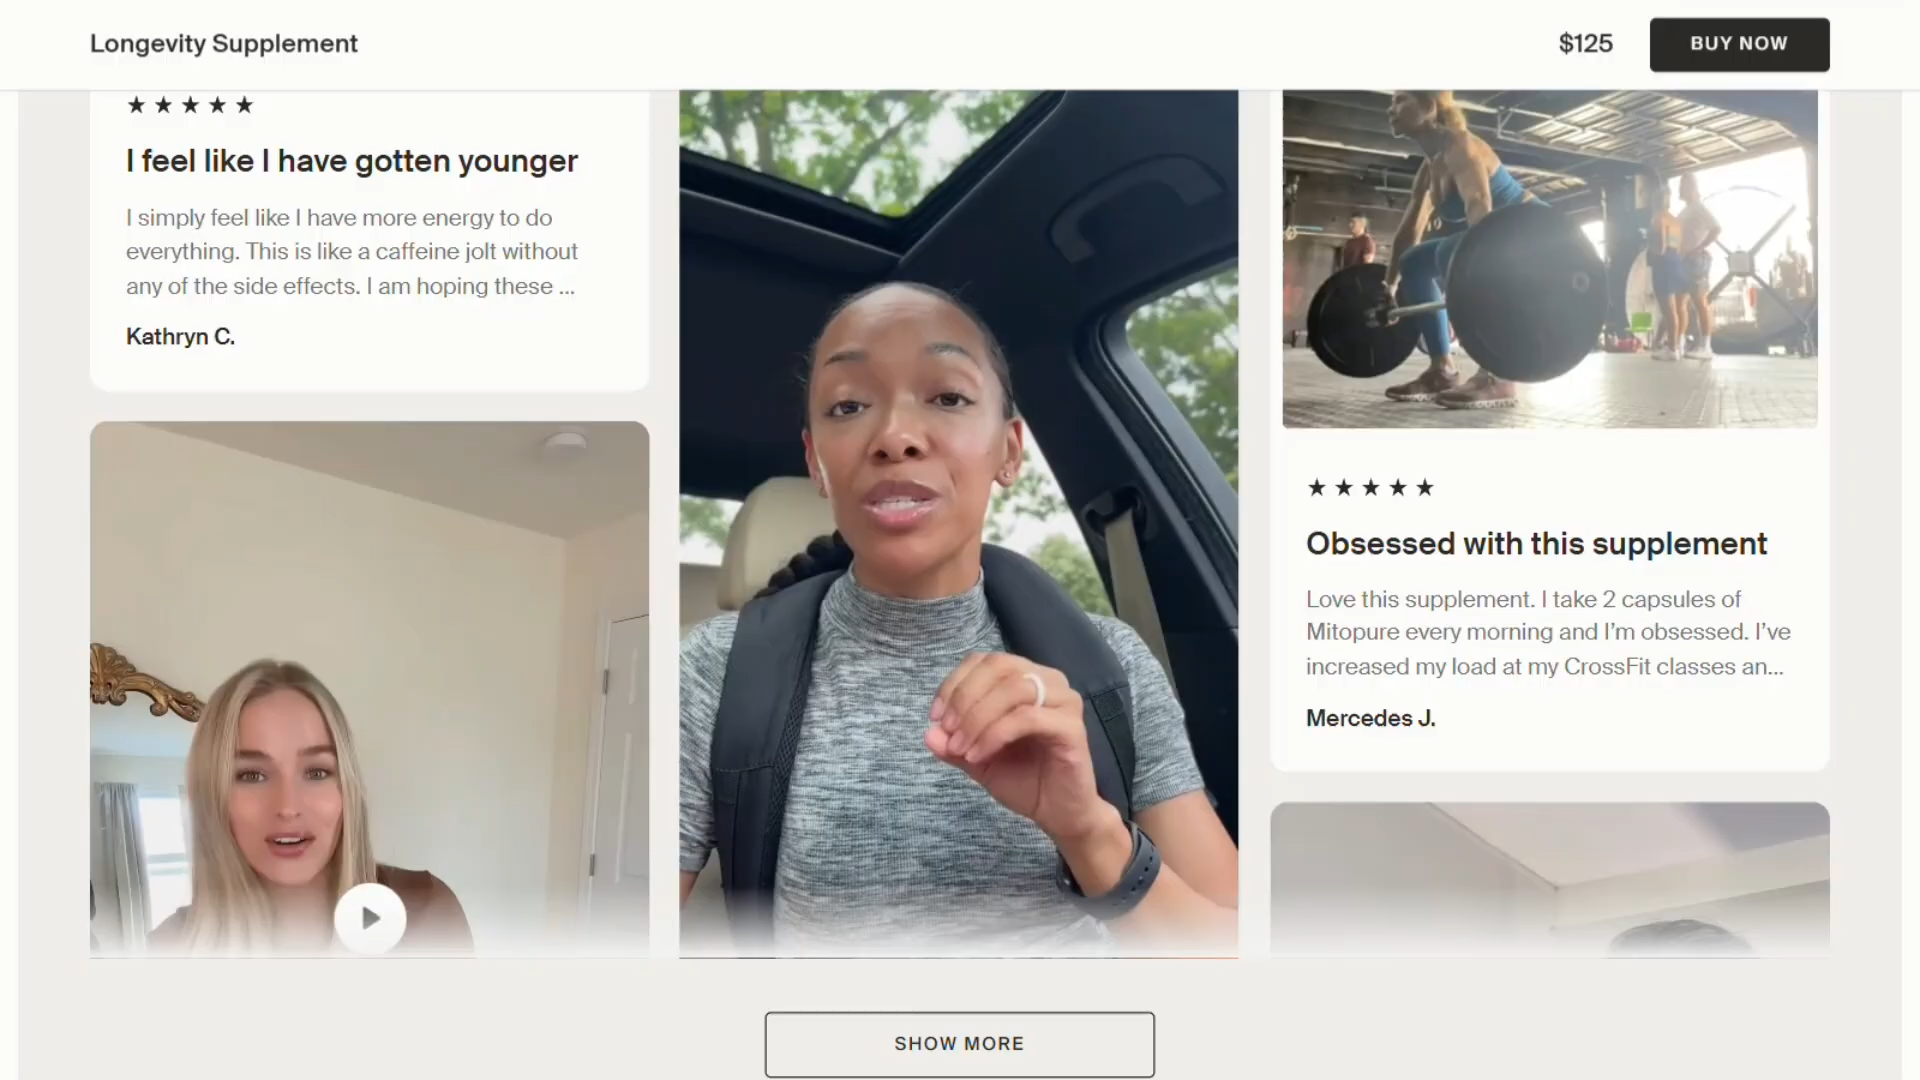 Longevity Supplement
$125
BUY NOW
★★★★★
I feel like I have gotten younger
I simply feel like I have more energy to do
everything. This is like a caffeine jolt without
any of the side effects. I am hoping these ...
Kathryn C.
★★★★★
Obsessed with this supplement
Love this supplement. I take 2 capsules of
Mitopure every morning and I’m obsessed. I’ve
increased my load at my CrossFit classes an...
Mercedes J.
SHOW MORE